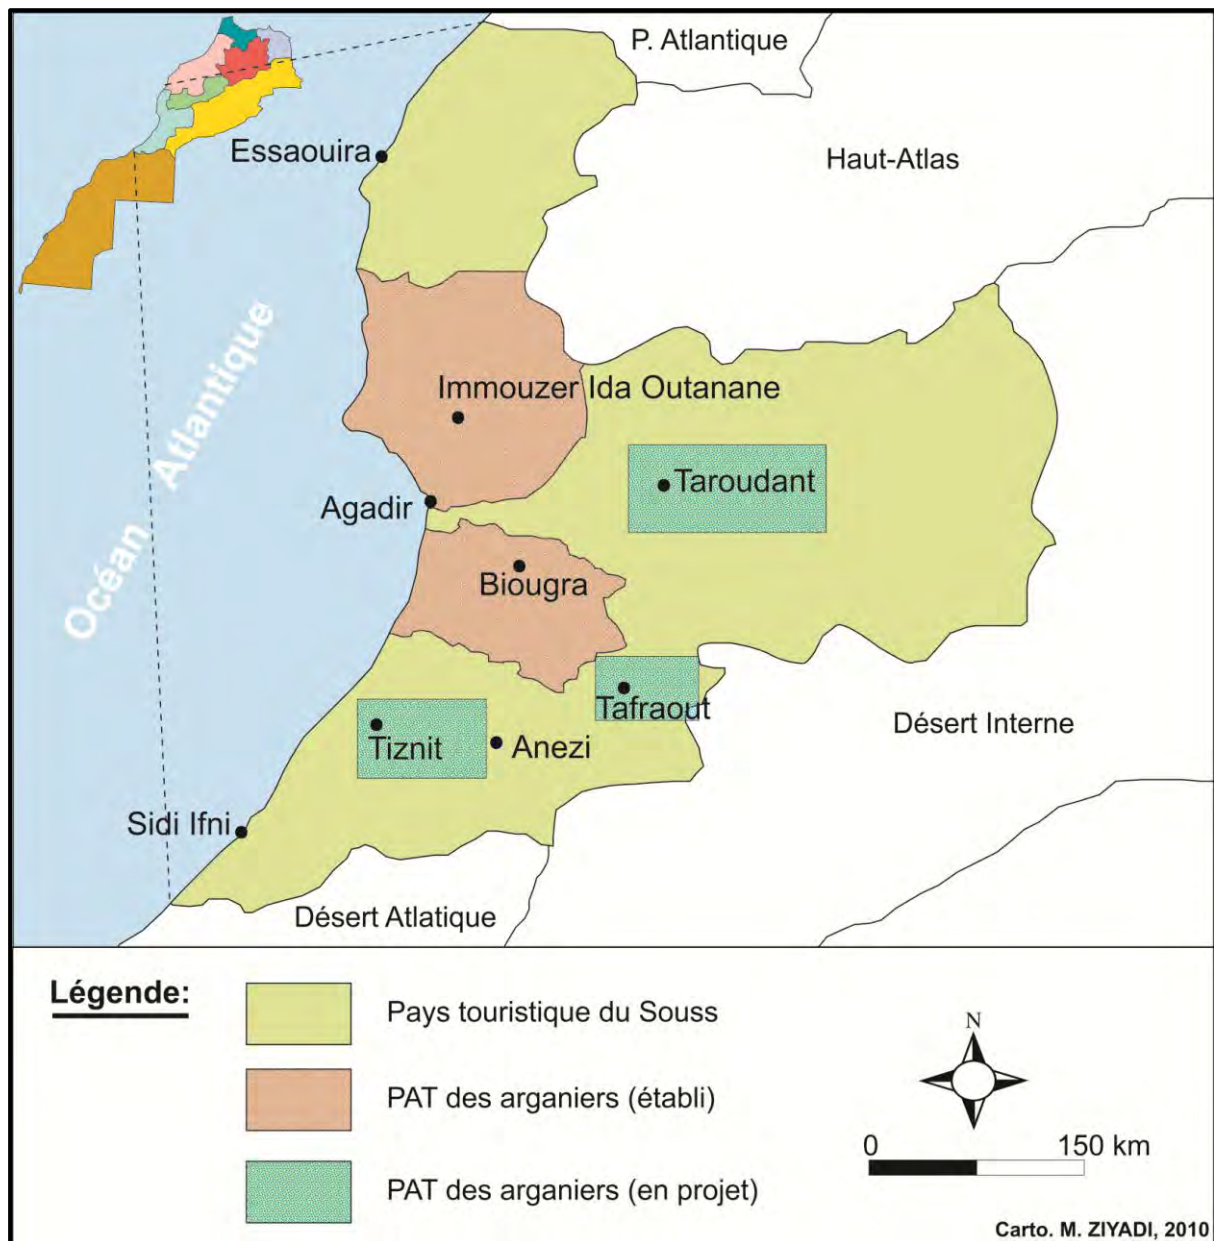 P. Atlantique
Essaouira
Haut-Atlas
Océan Atlantique
Immouzer Ida Outanane
Taroudant
Agadir
Biougra
Tafraout
Désert Interne
Tiznit
Anezi
Sidi Ifni
Désert Atlatique
Légende:
Pays touristique du Souss
N
PAT des arganiers (établi)
0 150 km
PAT des arganiers (en projet)
Carto. M. ZIYADI, 2010